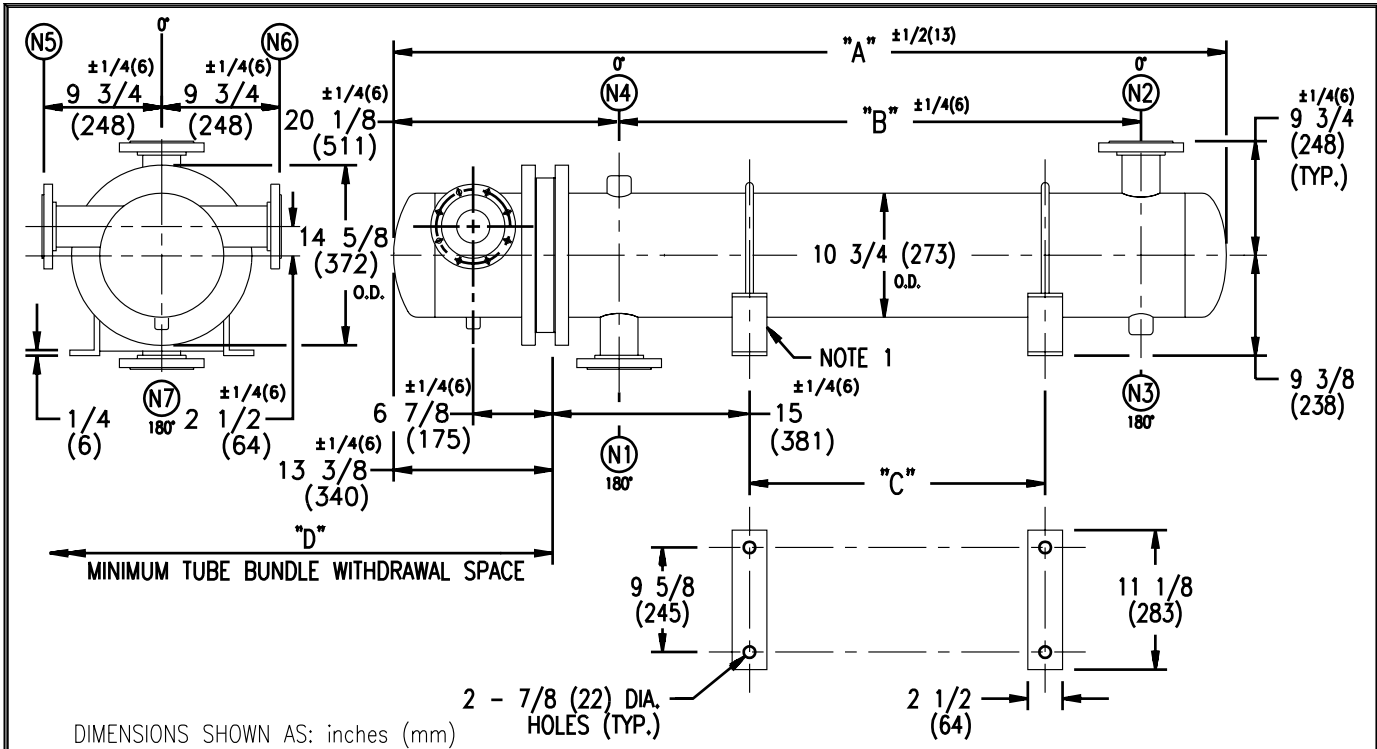 N5
0°
N6
±1/4(6)
±1/4(6)
9 3/4
(248)
9 3/4
(248)
±1/4(6)
20 1/8
(511)
"A" ±1/2(13)
0°
N4
"B" ±1/4(6)
0°
N2
±1/4(6)
9 3/4
(248)
(TYP.)
14 5/8
(372)
O.D.
10 3/4 (273)
O.D.
NOTE 1
1/4
(6)
N7
180°
±1/4(6)
2 1/2
(64)
±1/4(6)
6 7/8
(175)
±1/4(6)
15
(381)
9 3/8
(238)
±1/4(6)
13 3/8
(340)
N1
180°
N3
180°
"C"
"D"
MINIMUM TUBE BUNDLE WITHDRAWAL SPACE
9 5/8
(245)
11 1/8
(283)
2 - 7/8 (22) DIA.
HOLES (TYP.)
2 1/2
(64)
DIMENSIONS SHOWN AS: inches (mm)